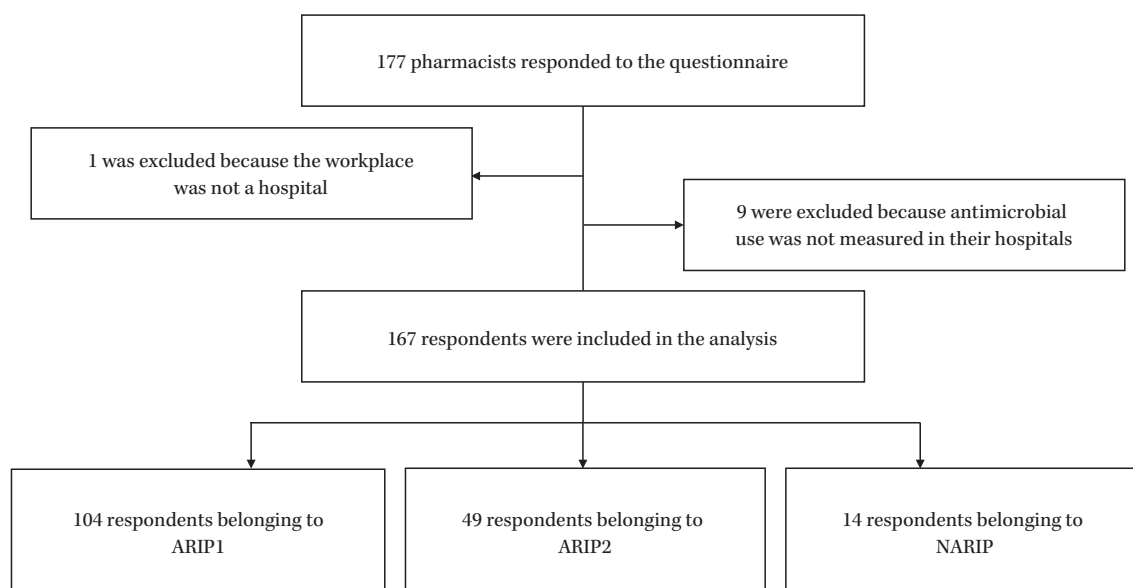 177 pharmacists responded to the questionnaire
1 was excluded because the workplace
was not a hospital
9 were excluded because antimicrobial
use was not measured in their hospitals
167 respondents were included in the analysis
104 respondents belonging to
ARIP1
49 respondents belonging to
ARIP2
14 respondents belonging to
NARIP